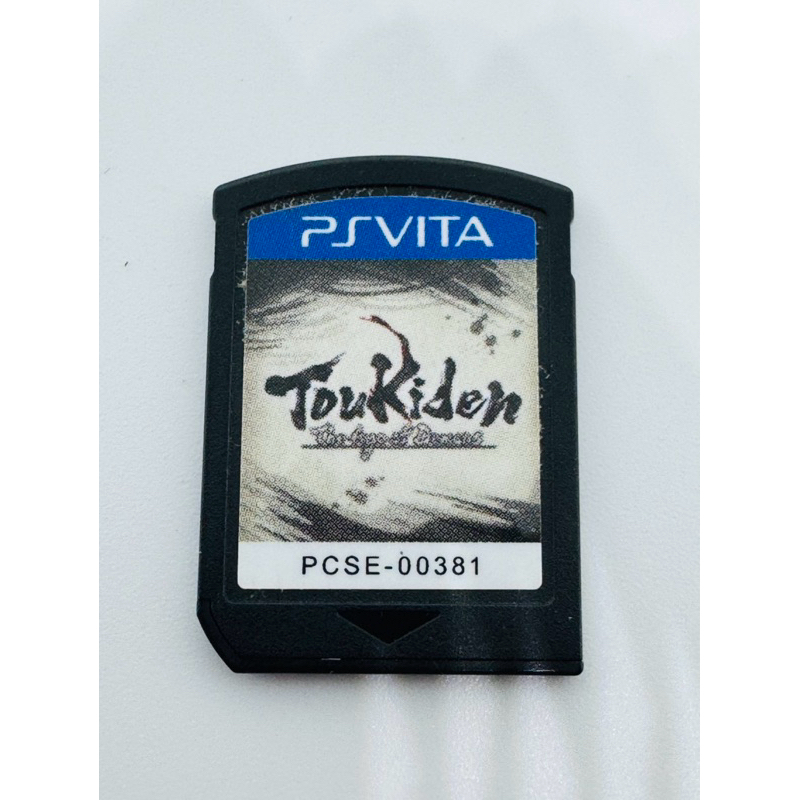 PSVITA
TouKiden
The Age of Demons
PCSE-00381